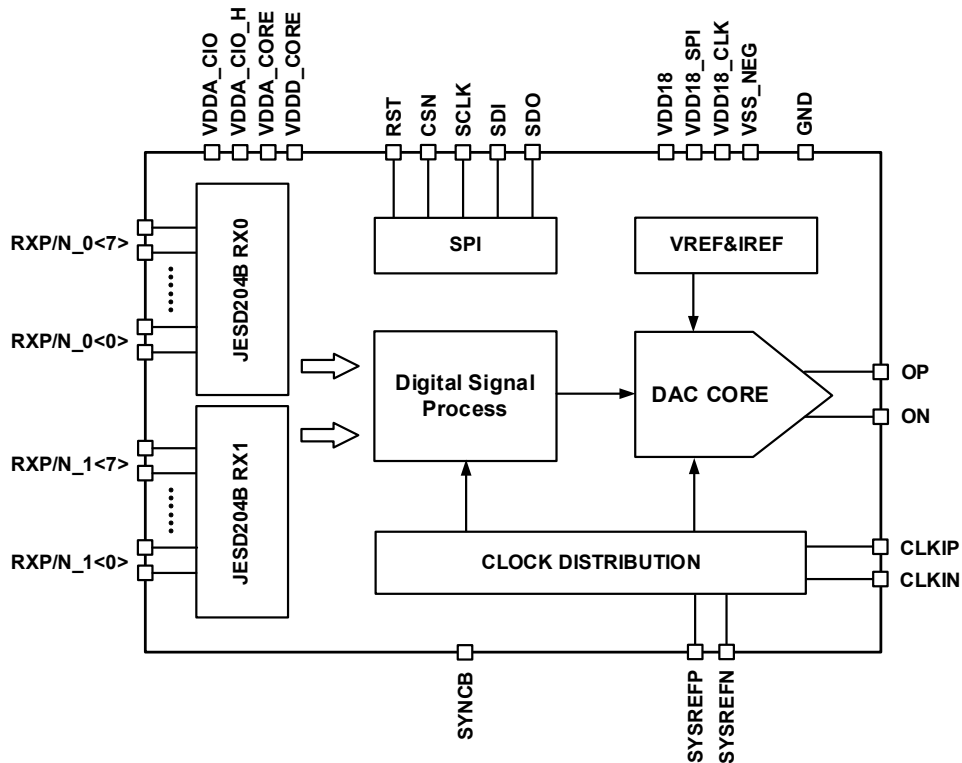 VDDA_CIO
VDDA_CIO_H
VDDA_CORE
VDDD_CORE
RST
CSN
SCLK
SDI
SDO
VDD18
VDD18_SPI
VDD18_CLK
VSS_NEG
GND
RXP/N_0<7>
RXP/N_0<0>
JESD204B RX0
SPI
VREF&IREF
Digital Signal
Process
DAC CORE
OP
ON
RXP/N_1<7>
RXP/N_1<0>
JESD204B RX1
CLOCK DISTRIBUTION
CLKIP
CLKIN
SYNCB
SYSREFP
SYSREFN